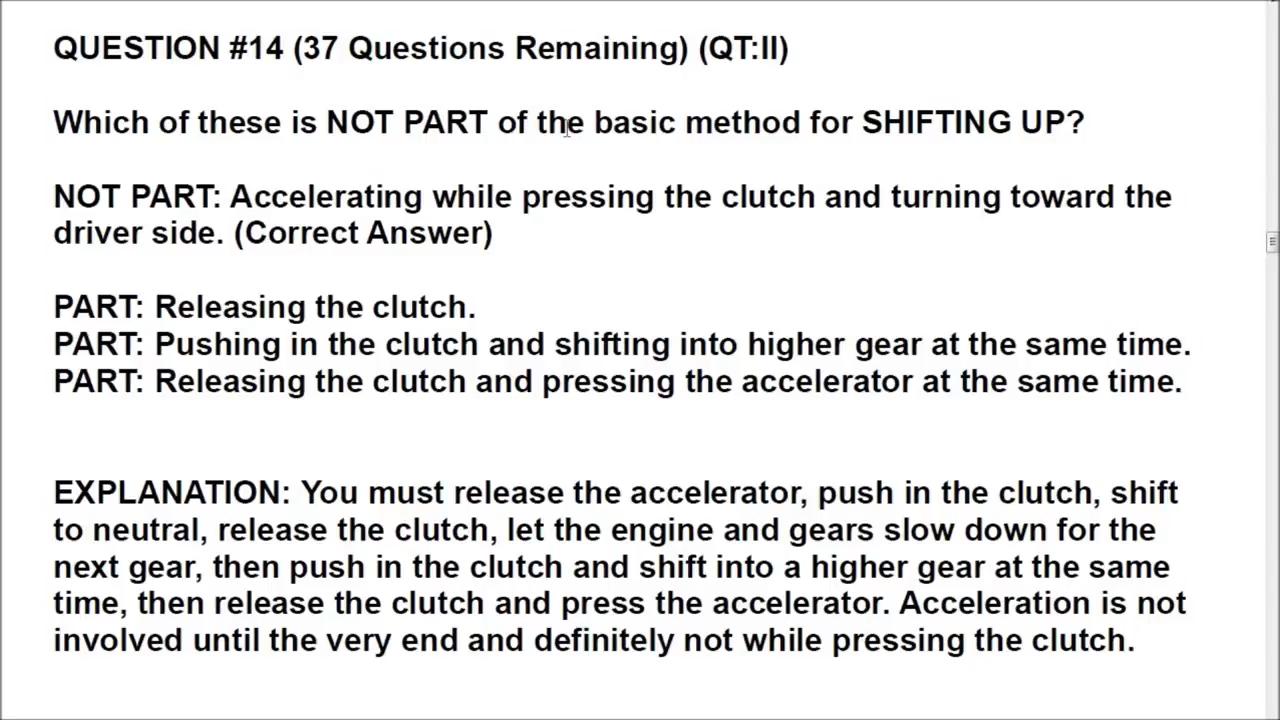 QUESTION #14 (37 Questions Remaining) (QT:II)
Which of these is NOT PART of the basic method for SHIFTING UP?
NOT PART: Accelerating while pressing the clutch and turning toward the
driver side. (Correct Answer)
PART: Releasing the clutch.
PART: Pushing in the clutch and shifting into higher gear at the same time.
PART: Releasing the clutch and pressing the accelerator at the same time.
EXPLANATION: You must release the accelerator, push in the clutch, shift
to neutral, release the clutch, let the engine and gears slow down for the
next gear, then push in the clutch and shift into a higher gear at the same
time, then release the clutch and press the accelerator. Acceleration is not
involved until the very end and definitely not while pressing the clutch.